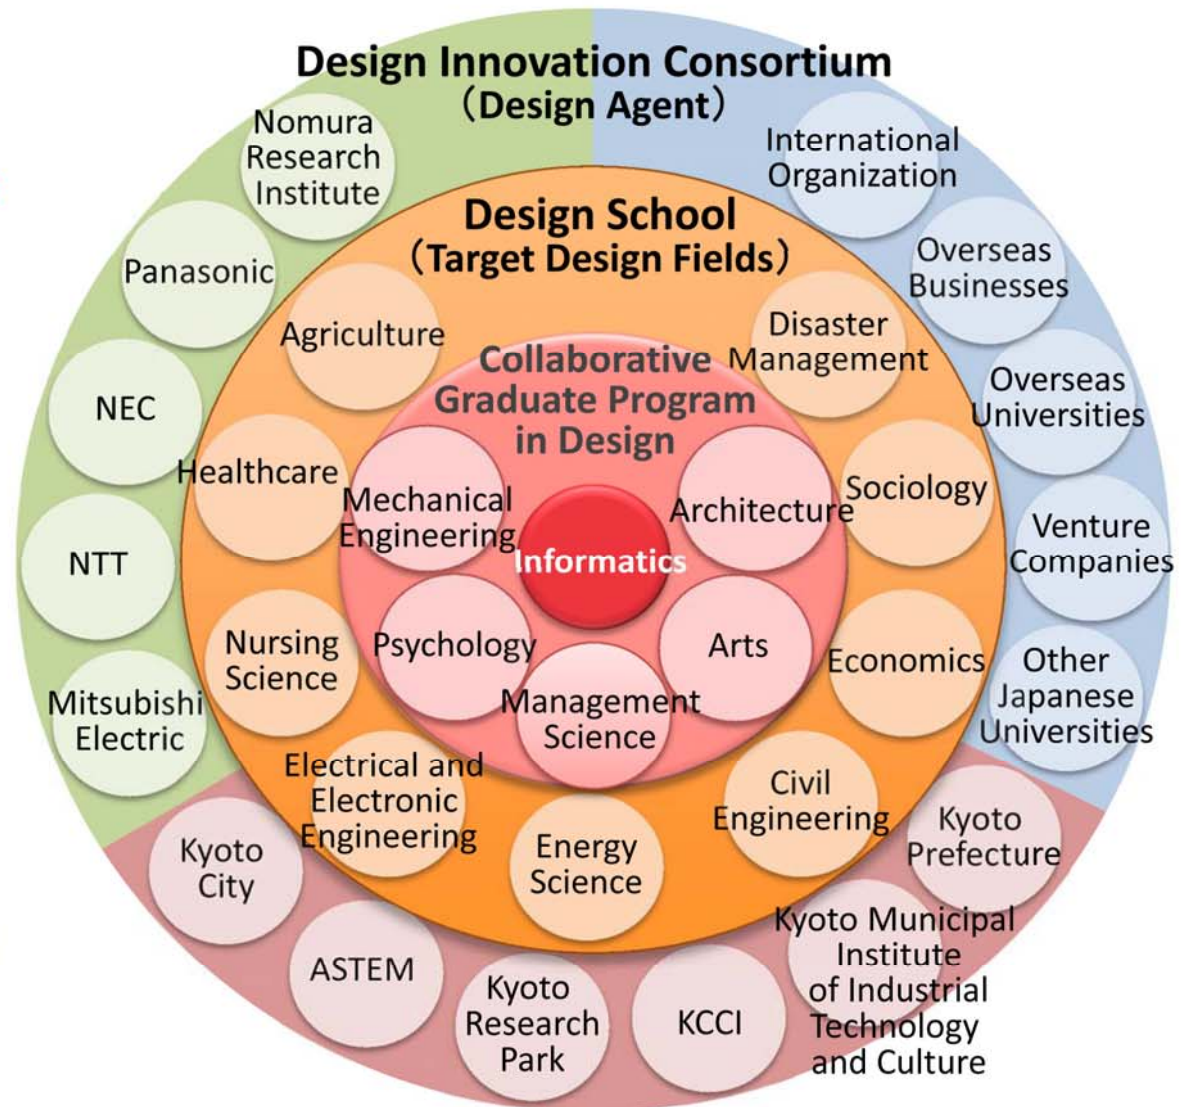 Design Innovation Consortium
(Design Agent)
Nomura
Research
Institute
Panasonic
NEC
NTT
Mitsubishi
Electric
International
Organization
Overseas
Businesses
Overseas
Universities
Venture
Companies
Other
Japanese
Universities
Kyoto
City
ASTEM
Kyoto
Research
Park
KCCI
Kyoto Municipal
Institute
of Industrial
Technology
and Culture
Kyoto
Prefecture
Design School
(Target Design Fields)
Agriculture
Healthcare
Nursing
Science
Electrical and
Electronic
Engineering
Energy
Science
Civil
Engineering
Economics
Sociology
Disaster
Management
Collaborative
Graduate Program
in Design
Mechanical
Engineering
Architecture
Informatics
Psychology
Arts
Management
Science